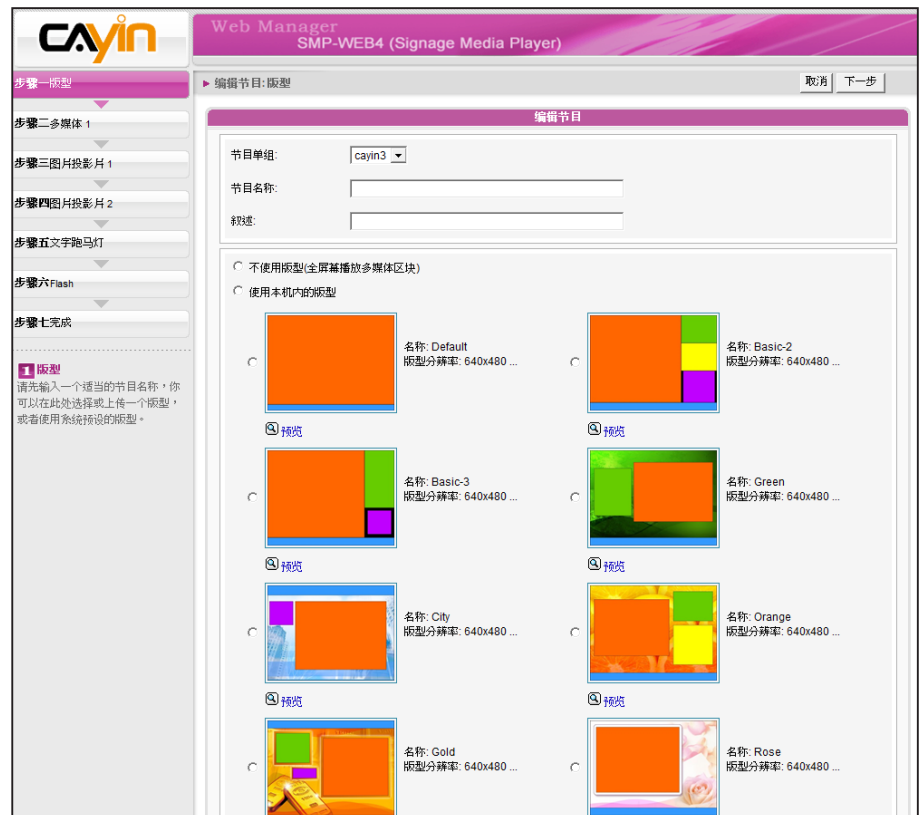 CAYIN
Web Manager
SMP-WEB4 (Signage Media Player)
步骤一版型
步骤二多媒体 1
步骤三图片投影片 1
步骤四图片投影片 2
步骤五文字跑马灯
步骤六Flash
步骤七完成
1 版型
请先输入一个适当的节目名称，你
可以在此处选择或上传一个版型，
或者使用系统预设的版型。
编辑节目:版型
取消 下一步
编辑节目
节目单组: cayin3
节目名称:
叙述:
不使用版型(全屏幕播放多媒体区块)
使用本机内的版型
名称: Default
版型分辨率: 640x480 ...
预览
名称: Basic-2
版型分辨率: 640x480 ...
预览
名称: Basic-3
版型分辨率: 640x480 ...
预览
名称: Green
版型分辨率: 640x480 ...
预览
名称: City
版型分辨率: 640x480 ...
预览
名称: Orange
版型分辨率: 640x480 ...
预览
名称: Gold
版型分辨率: 640x480 ...
名称: Rose
版型分辨率: 640x480 ...